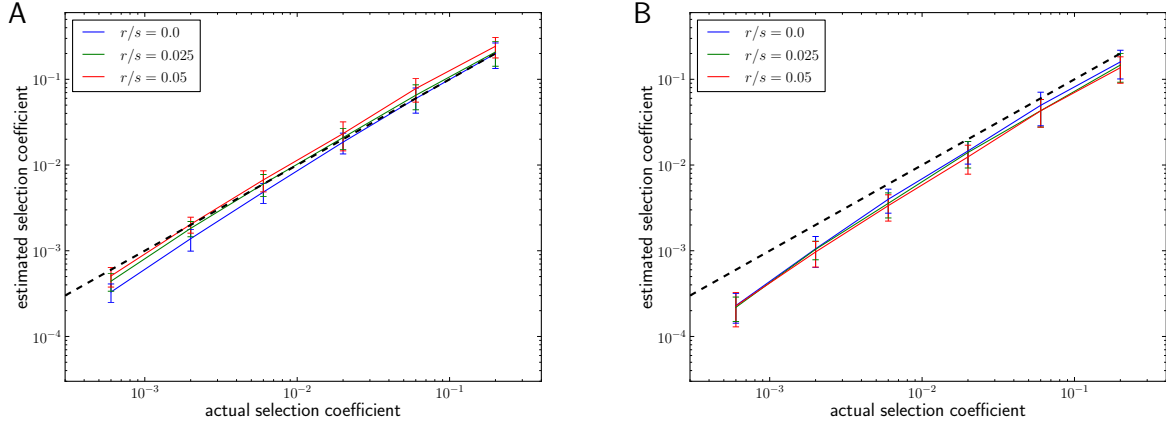 A
r/s = 0.0
r/s = 0.025
r/s = 0.05
10⁻¹
10⁻²
10⁻³
10⁻⁴
estimated selection coefficient
10⁻³ 10⁻² 10⁻¹
actual selection coefficient
B
r/s = 0.0
r/s = 0.025
r/s = 0.05
10⁻¹
10⁻²
10⁻³
10⁻⁴
estimated selection coefficient
10⁻³ 10⁻² 10⁻¹
actual selection coefficient